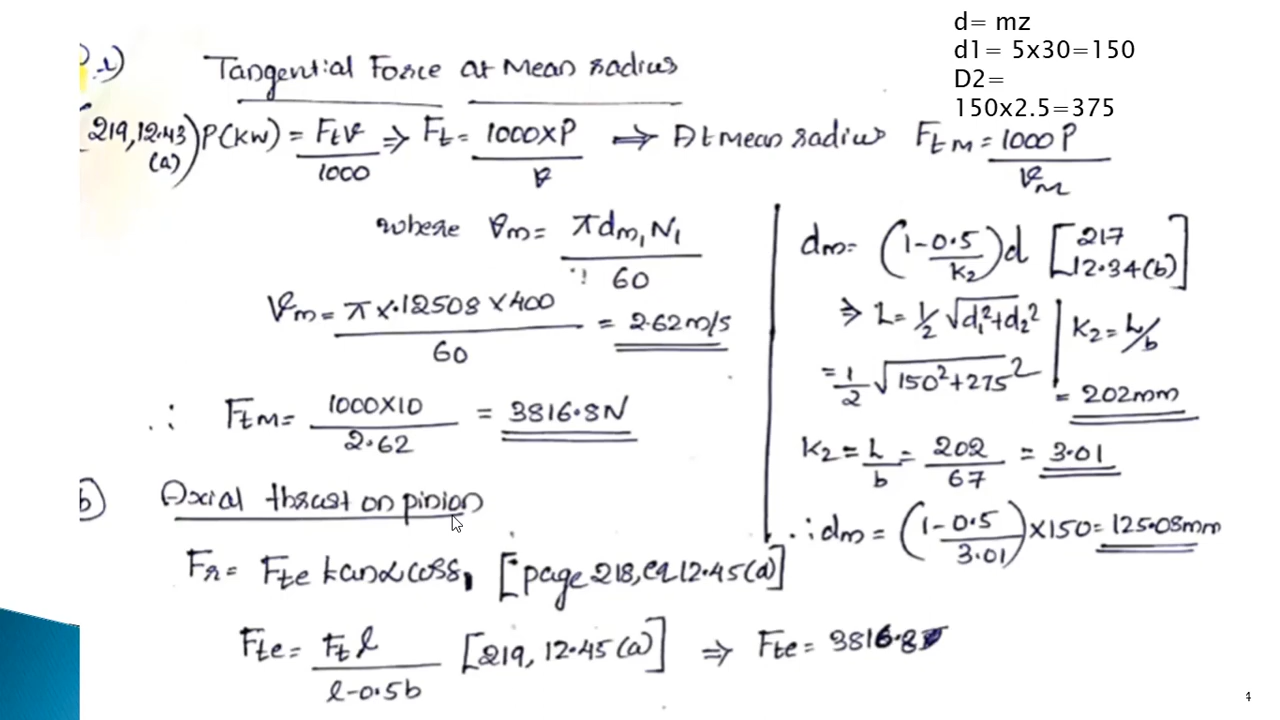 d= mz
d1= 5x30=150
D2=
150x2.5=375
Tangential Force at Mean radius
[219, 12.43 (a)) P(KW) = Ftv/1000 ⇒ Ft = 1000×P/v ⇒ At mean radius Ftm = 1000P/vm
where vm = πdm1N1/60
vm = π×.12508×400/60 = 2.62m/s
∴ Ftm = 1000×10/2.62 = 3816.8N
dm = (1-0.5/K2)d [217 12.34(b)]
⇒ L = 1/2 √d1²+d2²
K2 = L/b
= 1/2 √150²+275² = 202mm
K2 = L/b = 202/67 = 3.01
∴ dm = (1-0.5/3.01)×150 = 125.08mm
b) Axial thrust on pinion
Fr = Fte tanα cosδ1 [page 218, eq 12.45(a)]
Fte = Ft l/l-0.5b [219, 12.45(a)] ⇒ Fte = 3816.8
4